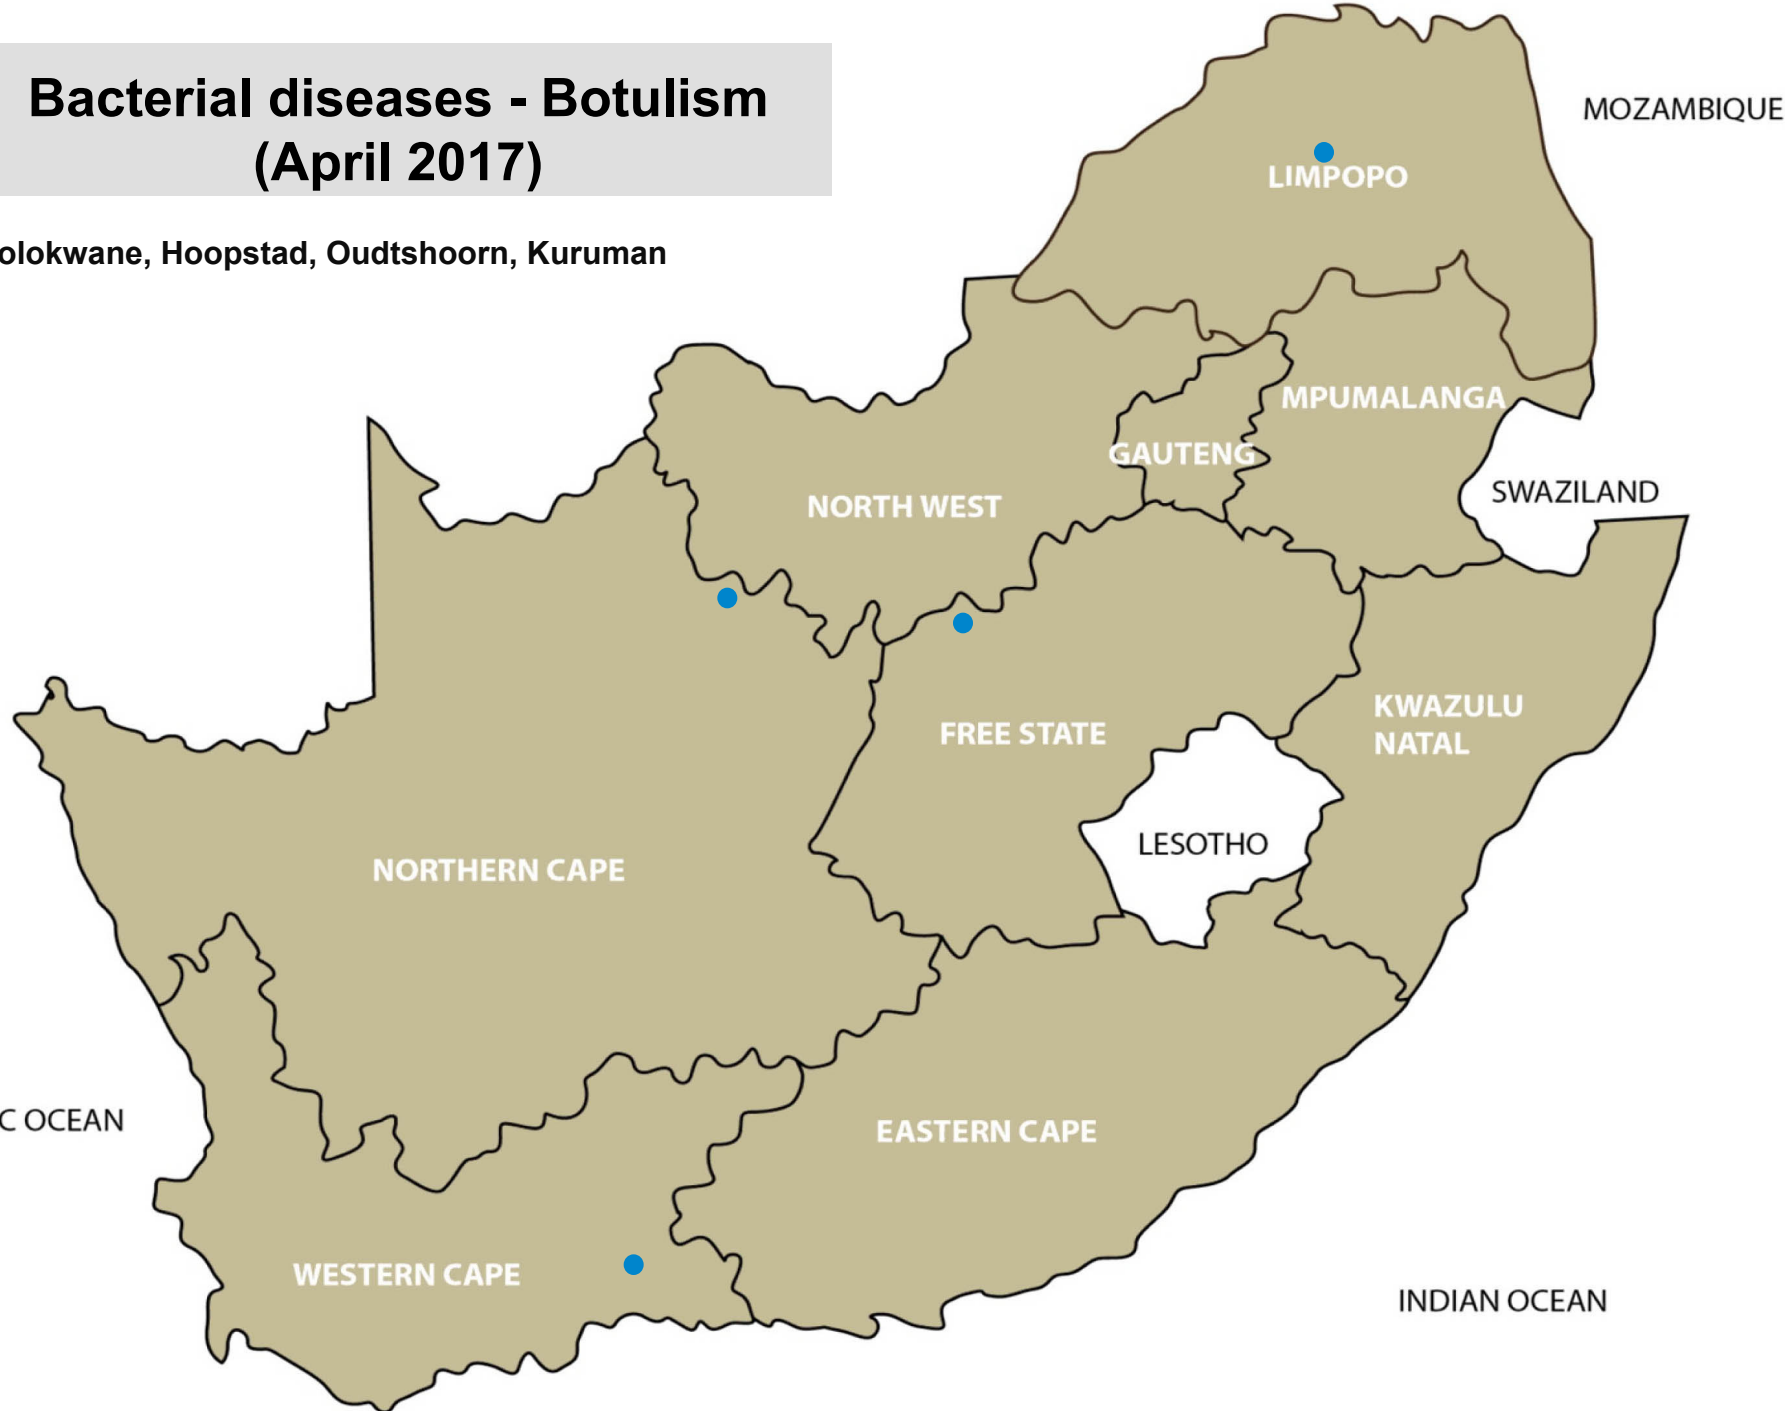 Bacterial diseases - Botulism
(April 2017)
olokwane, Hoopstad, Oudtshoorn, Kuruman
MOZAMBIQUE
LIMPOPO
MPUMALANGA
GAUTENG
NORTH WEST
SWAZILAND
KWAZULU
NATAL
FREE STATE
LESOTHO
NORTHERN CAPE
C OCEAN
EASTERN CAPE
WESTERN CAPE
INDIAN OCEAN